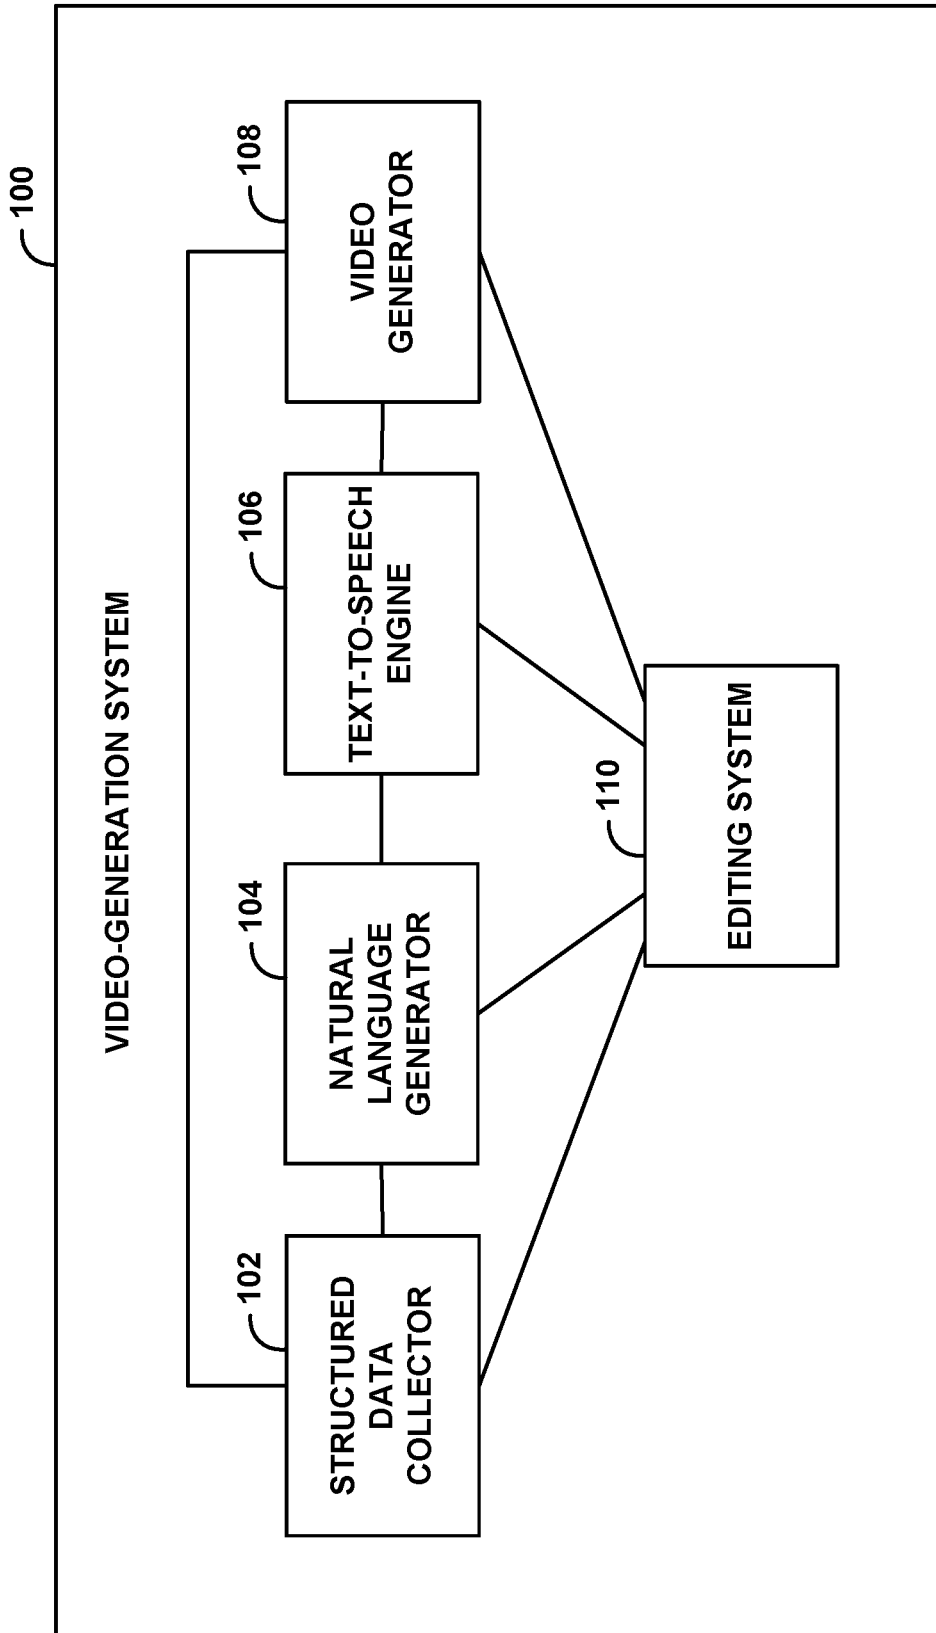 100
VIDEO-GENERATION SYSTEM
102
STRUCTURED
DATA
COLLECTOR
104
NATURAL
LANGUAGE
GENERATOR
106
TEXT-TO-SPEECH
ENGINE
108
VIDEO
GENERATOR
110
EDITING SYSTEM